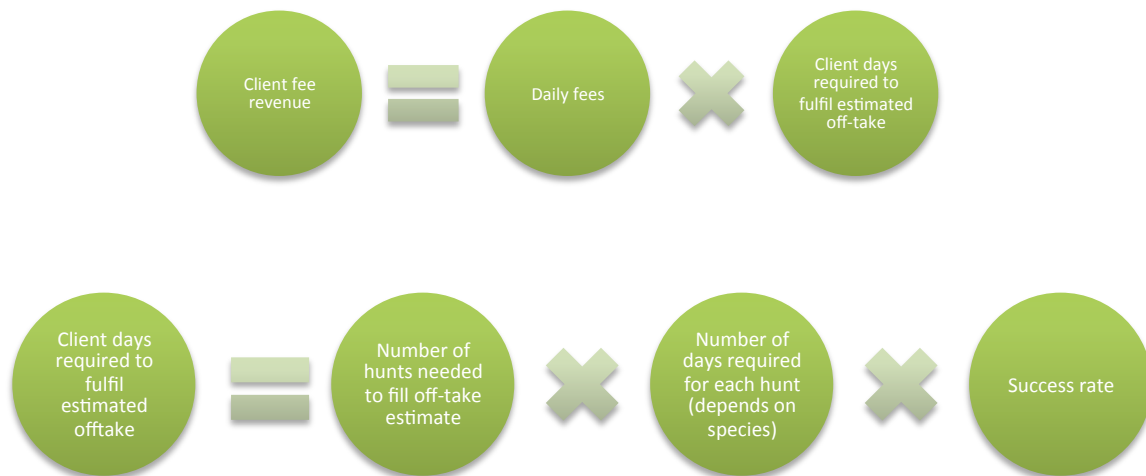 Client fee
revenue
Daily fees
Client days
required to
fulfil estimated
off-take
Client days
required to
fulfil
estimated
offtake
Number of
hunts needed
to fill off-take
estimate
Number of
days required
for each hunt
(depends on
species)
Success rate